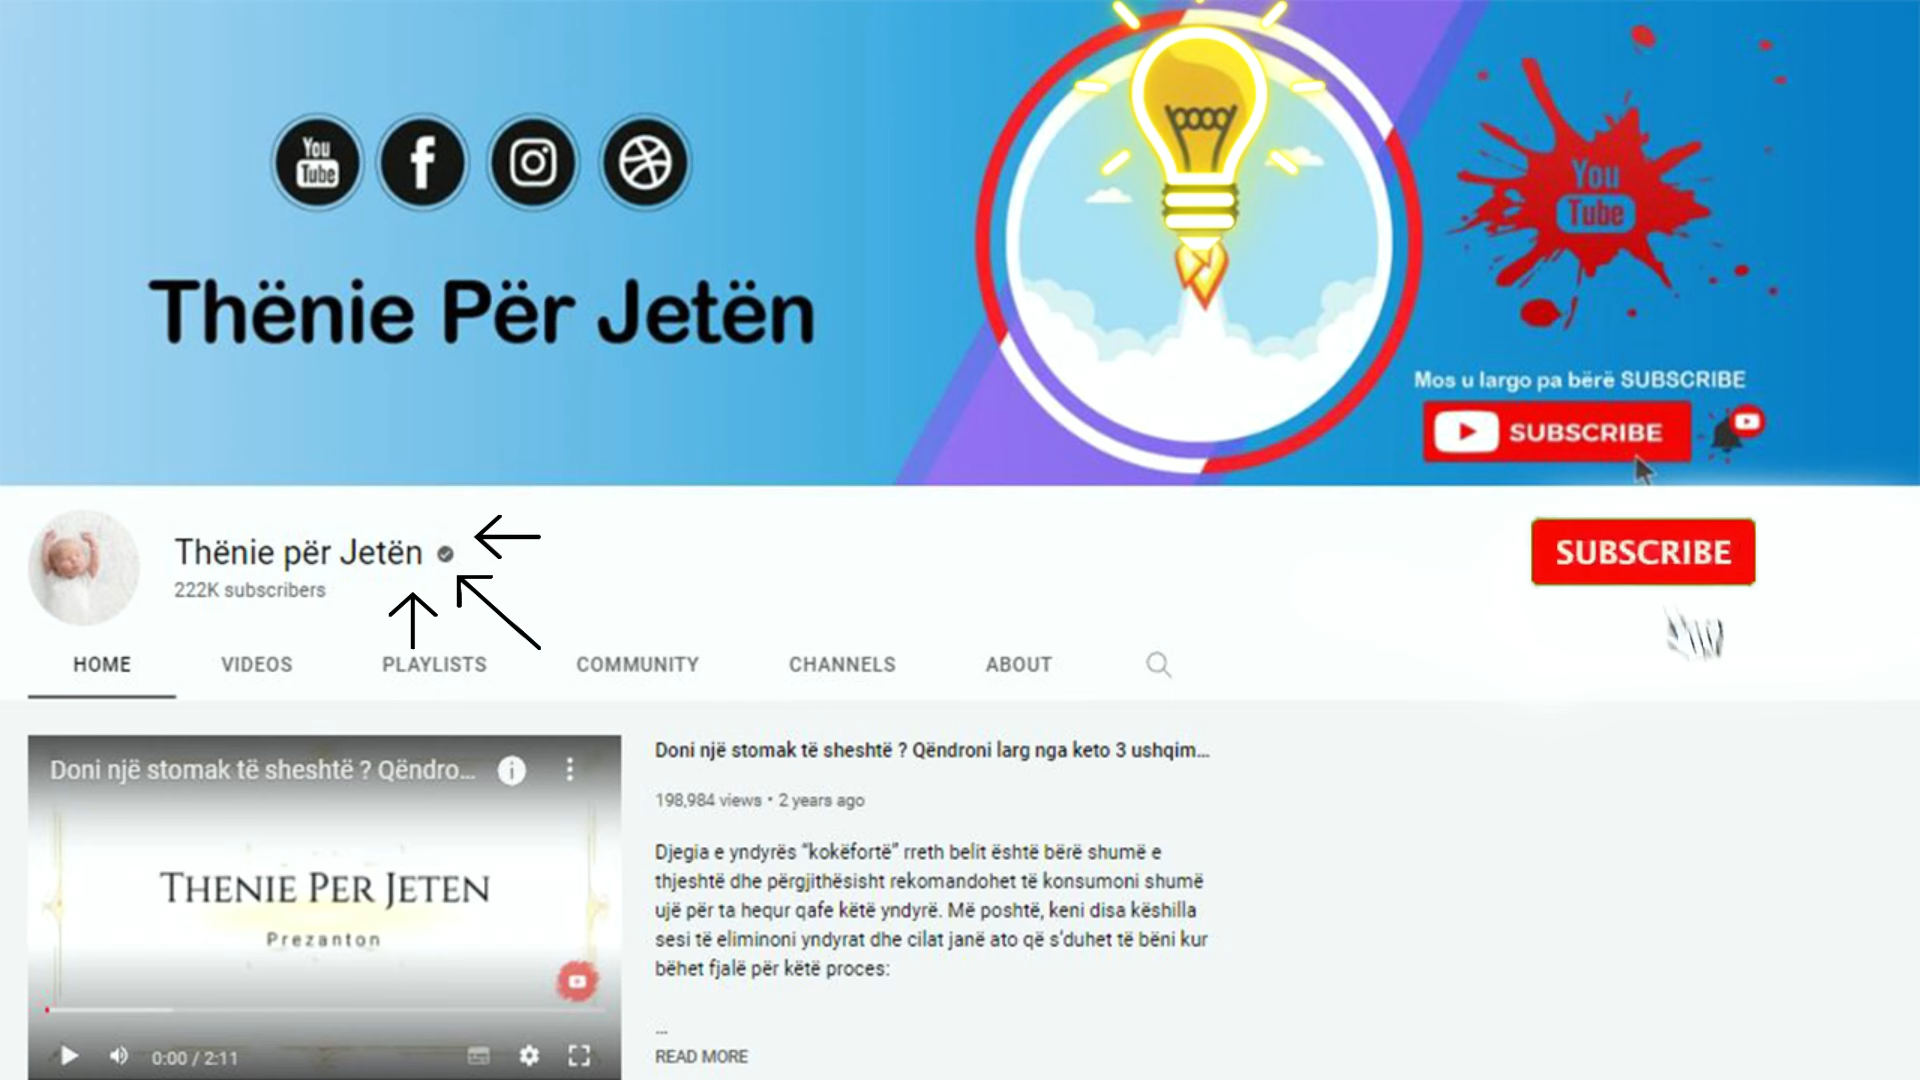 You
Tube
Thënie Për Jetën
You
Tube
Mos u largo pa bërë SUBSCRIBE
SUBSCRIBE
Thënie për Jetën
222K subscribers
SUBSCRIBE
HOME VIDEOS PLAYLISTS COMMUNITY CHANNELS ABOUT
Doni një stomak të sheshtë ? Qëndro...
THENIE PER JETEN
Prezanton
0:00 / 2:11
Doni një stomak të sheshtë ? Qëndroni larg nga keto 3 ushqim...
198,984 views • 2 years ago
Djegia e yndyrës “kokëfortë” rreth belit është bërë shumë e
thjeshtë dhe përgjithësisht rekomandohet të konsumoni shumë
ujë për ta hequr qafe këtë yndyrë. Më poshtë, keni disa këshilla
sesi të eliminoni yndyrat dhe cilat janë ato që s'duhet të bëni kur
bëhet fjalë për këtë proces:
...
READ MORE